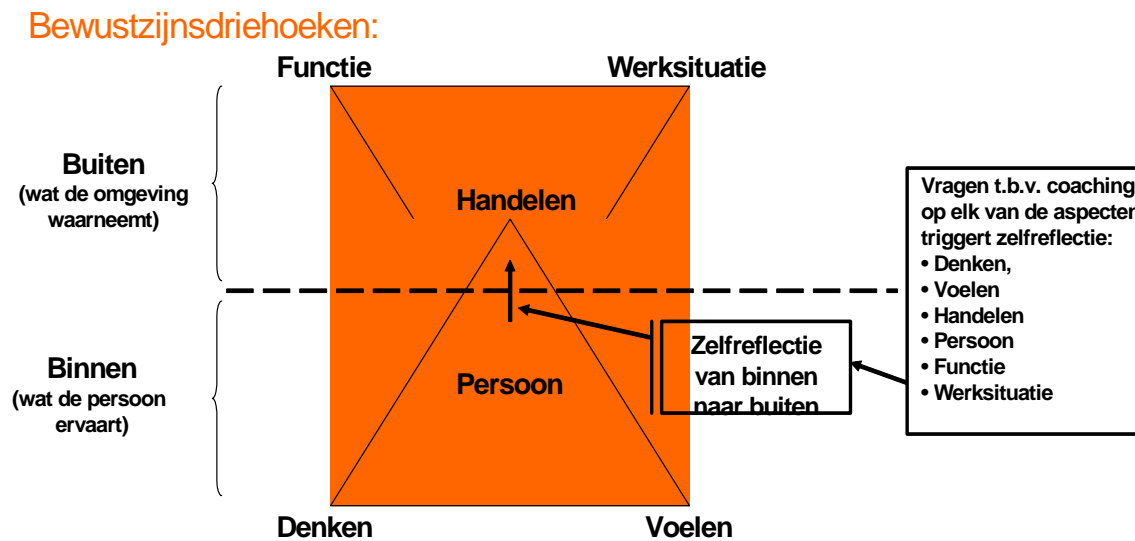 Bewustzijnsdriehoeken:
Functie
Werksituatie
Buiten
(wat de omgeving
waarneemt)
Handelen
Vragen t.b.v. coaching
op elk van de aspecten
triggert zelfreflectie:
• Denken,
• Voelen
• Handelen
• Persoon
• Functie
• Werksituatie
Binnen
(wat de persoon
ervaart)
Persoon
Zelfreflectie
van binnen
naar buiten
Denken
Voelen